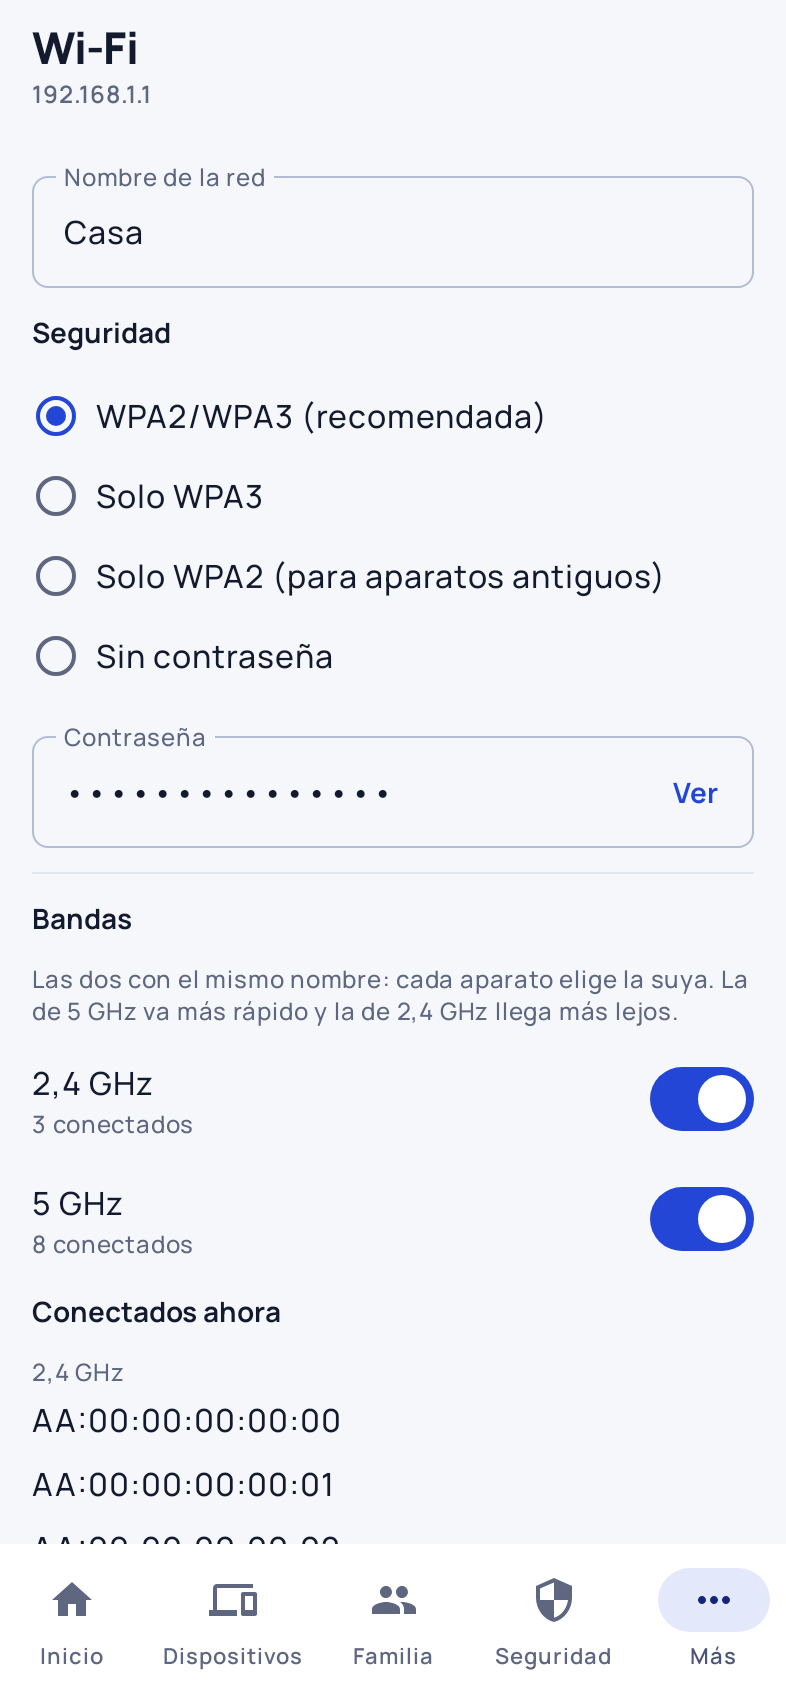 Wi-Fi
192.168.1.1
Nombre de la red
Casa
Seguridad
WPA2/WPA3 (recomendada)
Solo WPA3
Solo WPA2 (para aparatos antiguos)
Sin contraseña
Contraseña
•••••••••••••••
Ver
Bandas
Las dos con el mismo nombre: cada aparato elige la suya. La
de 5 GHz va más rápido y la de 2,4 GHz llega más lejos.
2,4 GHz
3 conectados
5 GHz
8 conectados
Conectados ahora
2,4 GHz
AA:00:00:00:00:00
AA:00:00:00:00:01
Inicio
Dispositivos
Familia
Seguridad
Más